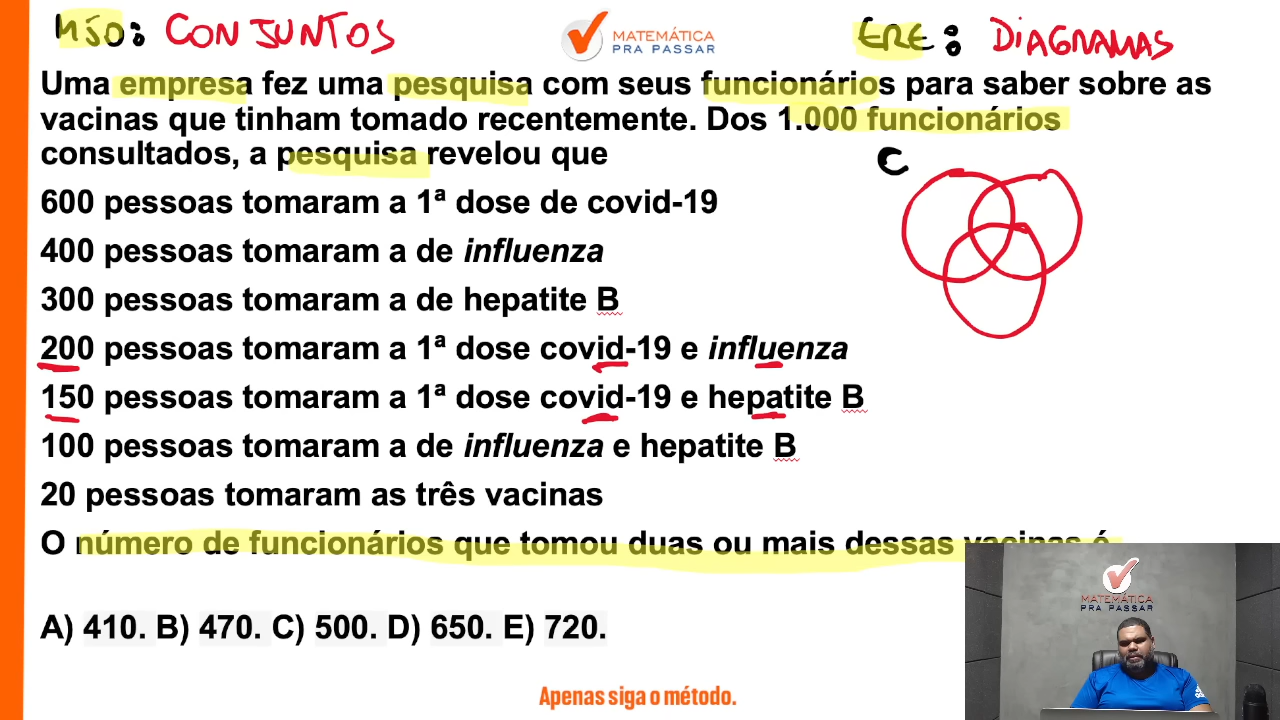 MJO: CONJUNTOS
MATEMÁTICA
PRA PASSAR
ERE: DIAGRAMAS
Uma empresa fez uma pesquisa com seus funcionários para saber sobre as
vacinas que tinham tomado recentemente. Dos 1.000 funcionários
consultados, a pesquisa revelou que
C
600 pessoas tomaram a 1ª dose de covid-19
400 pessoas tomaram a de influenza
300 pessoas tomaram a de hepatite B
200 pessoas tomaram a 1ª dose covid-19 e influenza
150 pessoas tomaram a 1ª dose covid-19 e hepatite B
100 pessoas tomaram a de influenza e hepatite B
20 pessoas tomaram as três vacinas
O número de funcionários que tomou duas ou mais dessas vacinas é
A) 410. B) 470. C) 500. D) 650. E) 720.
MATEMÁTICA
PRA PASSAR
Apenas siga o método.